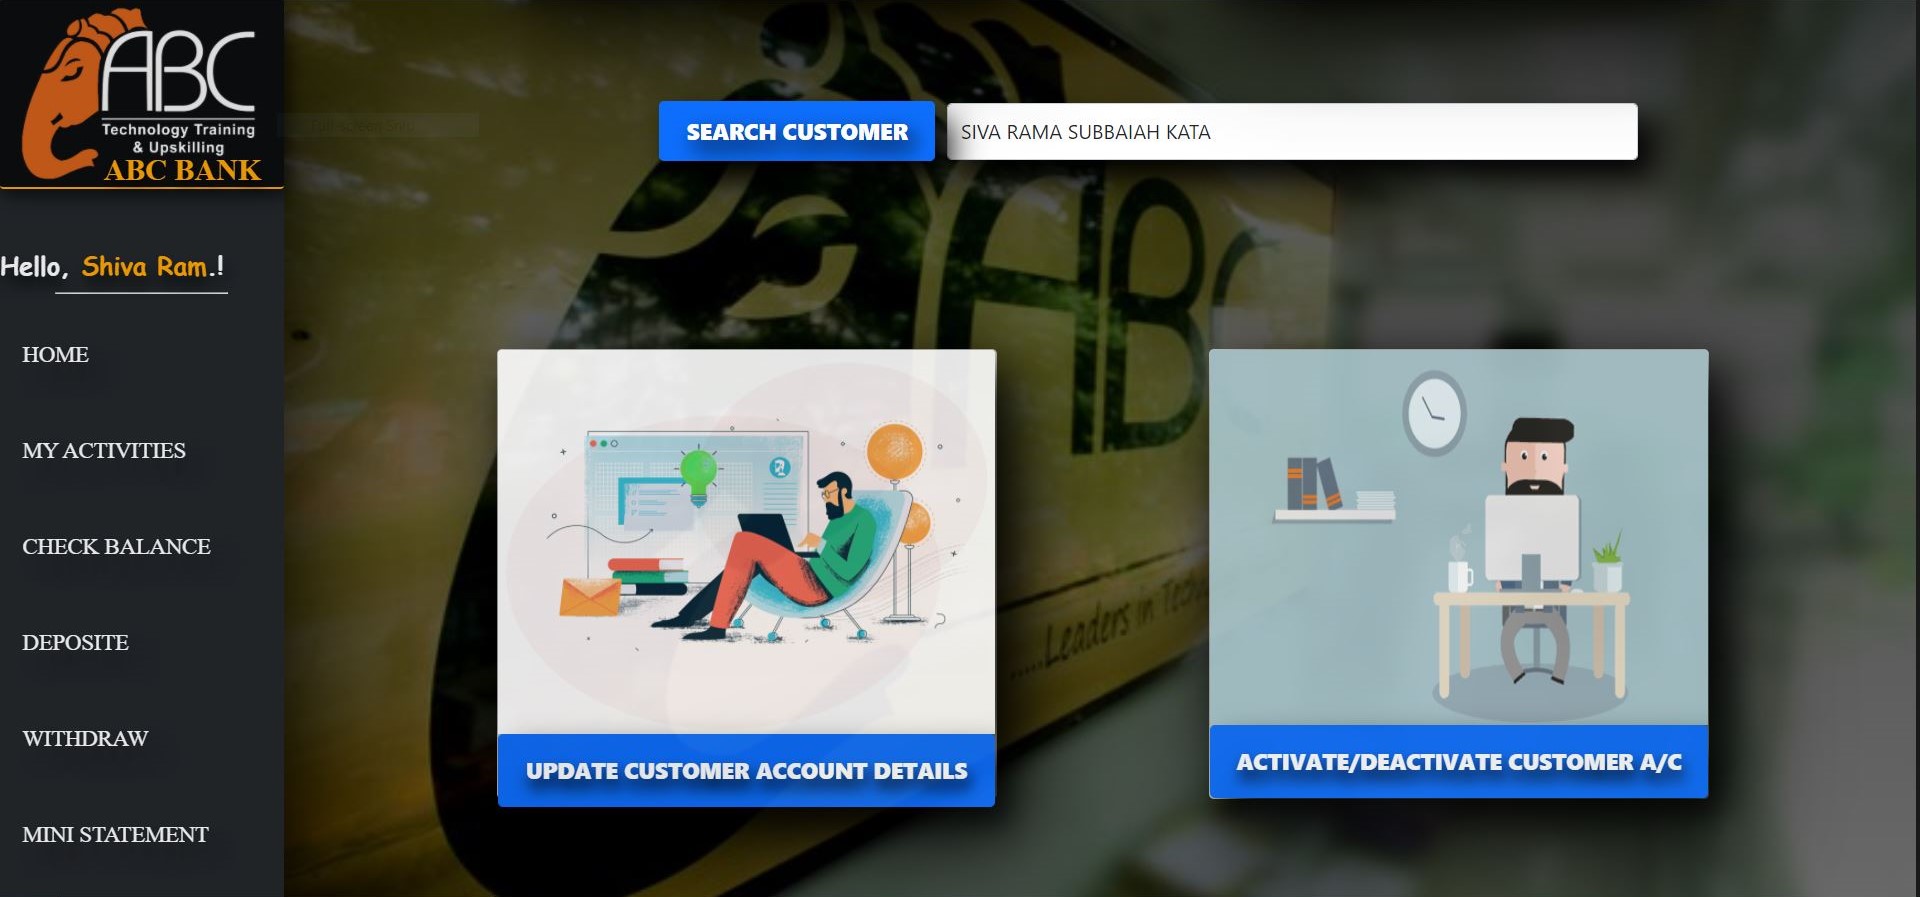 ABC
Technology Training
& Upskilling
ABC BANK
Hello, Shiva Ram.!
HOME
MY ACTIVITIES
CHECK BALANCE
DEPOSITE
WITHDRAW
MINI STATEMENT
SEARCH CUSTOMER
SIVA RAMA SUBBAIAH KATA
ABC
.....Leaders in
UPDATE CUSTOMER ACCOUNT DETAILS
ACTIVATE/DEACTIVATE CUSTOMER A/C